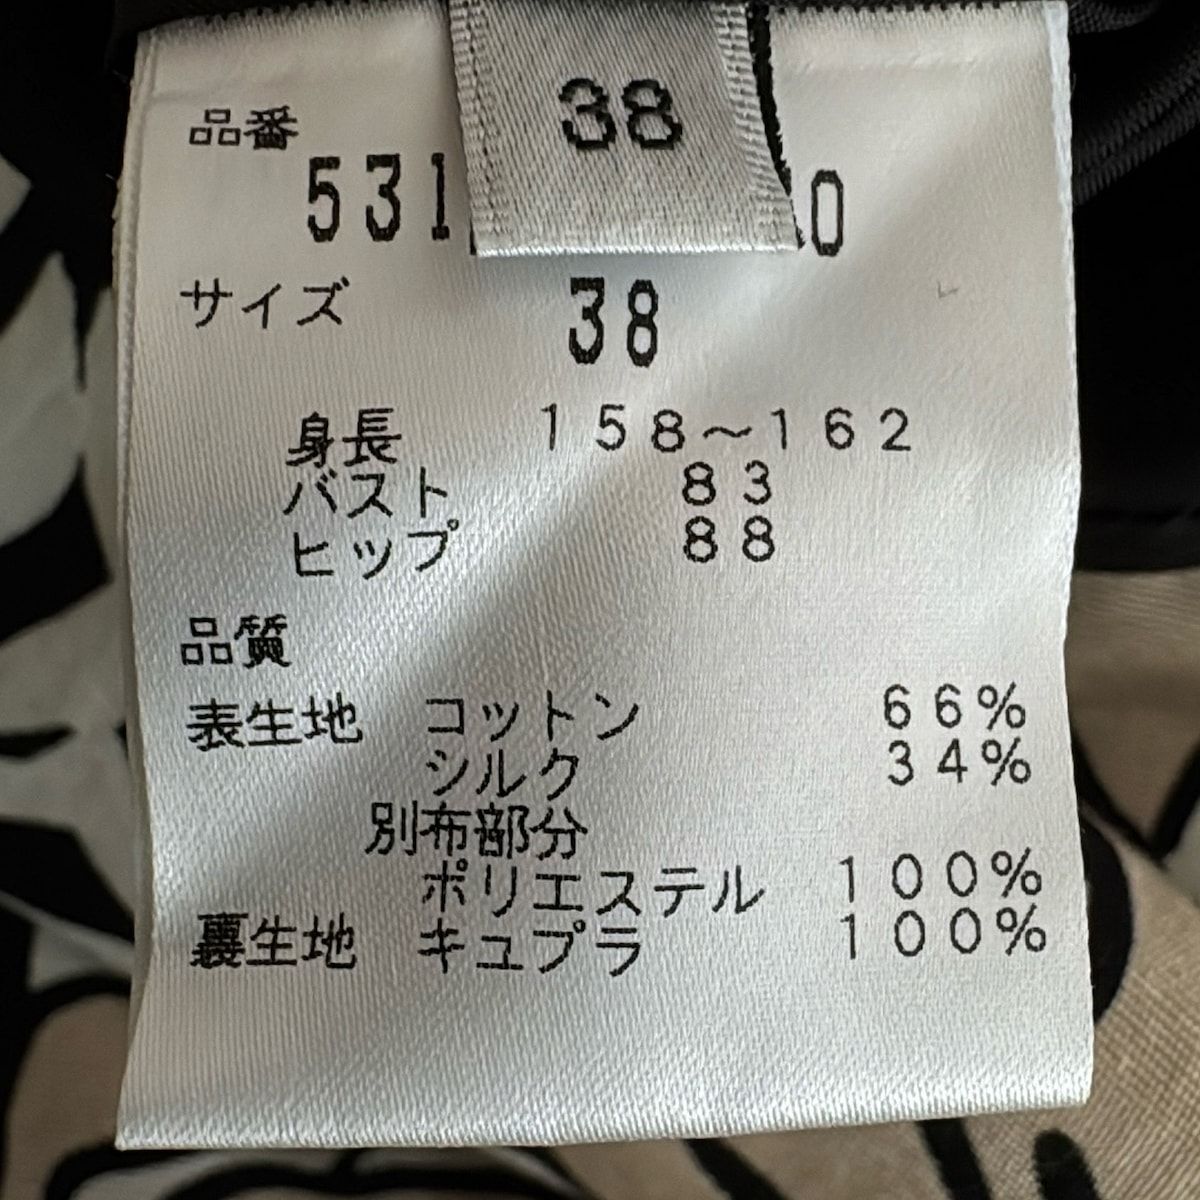 38
品番
531
0
サイズ 38
身長 158～162
バスト 83
ヒップ 88
品質
表生地 コットン 66%
シルク 34%
別布部分
ポリエステル 100%
裏生地 キュプラ 100%